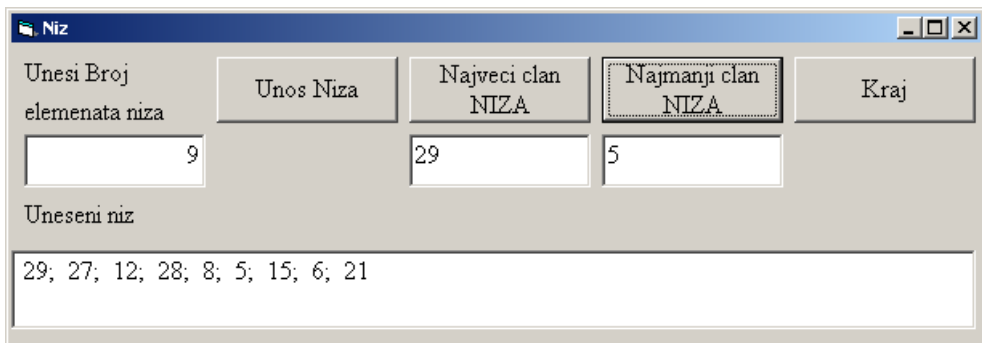 Niz
Unesi Broj
elemenata niza
Unos Niza
Najveci clan
NIZA
Najmanji clan
NIZA
Kraj
9
29
5
Uneseni niz
29; 27; 12; 28; 8; 5; 15; 6; 21